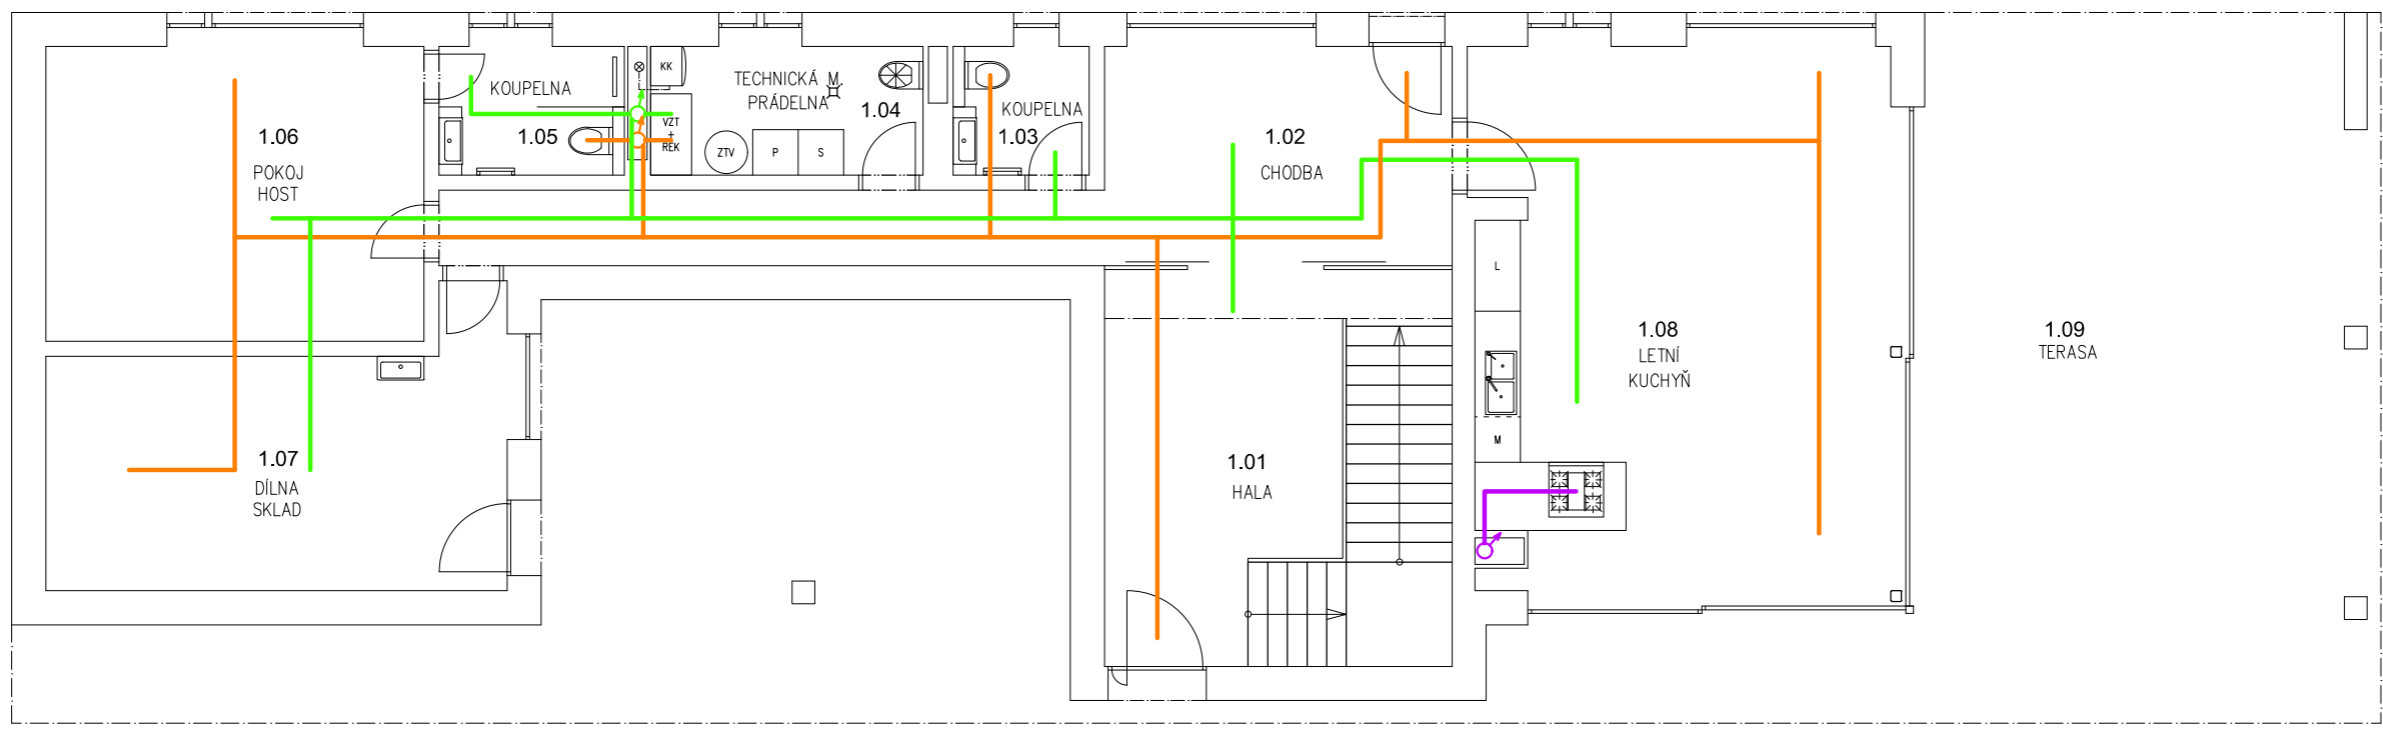 1.06
POKOJ
HOST
KOUPELNA
1.05
KK
VZT
+
REK
TECHNICKÁ M.
PRÁDELNA
1.04
ZTV
P
S
KOUPELNA
1.03
1.02
CHODBA
1.07
DÍLNA
SKLAD
1.01
HALA
L
M
1.08
LETNÍ
KUCHYŇ
1.09
TERASA